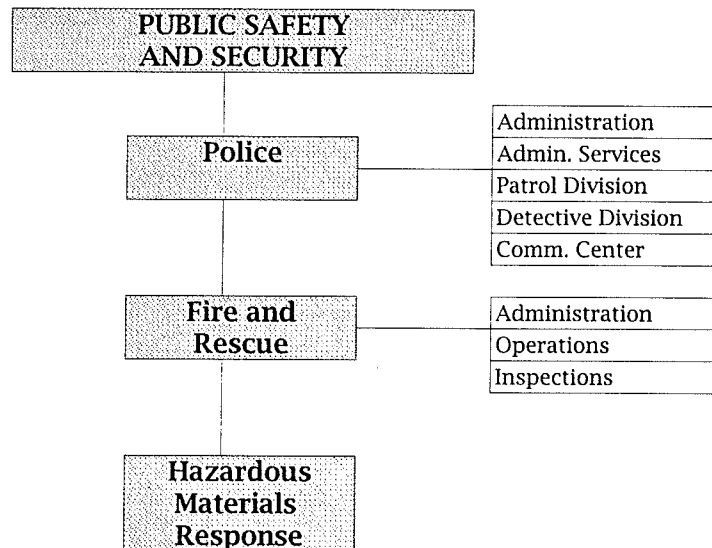 PUBLIC SAFETY
AND SECURITY
Police
Administration
Admin. Services
Patrol Division
Detective Division
Comm. Center
Fire and
Rescue
Administration
Operations
Inspections
Hazardous
Materials
Response